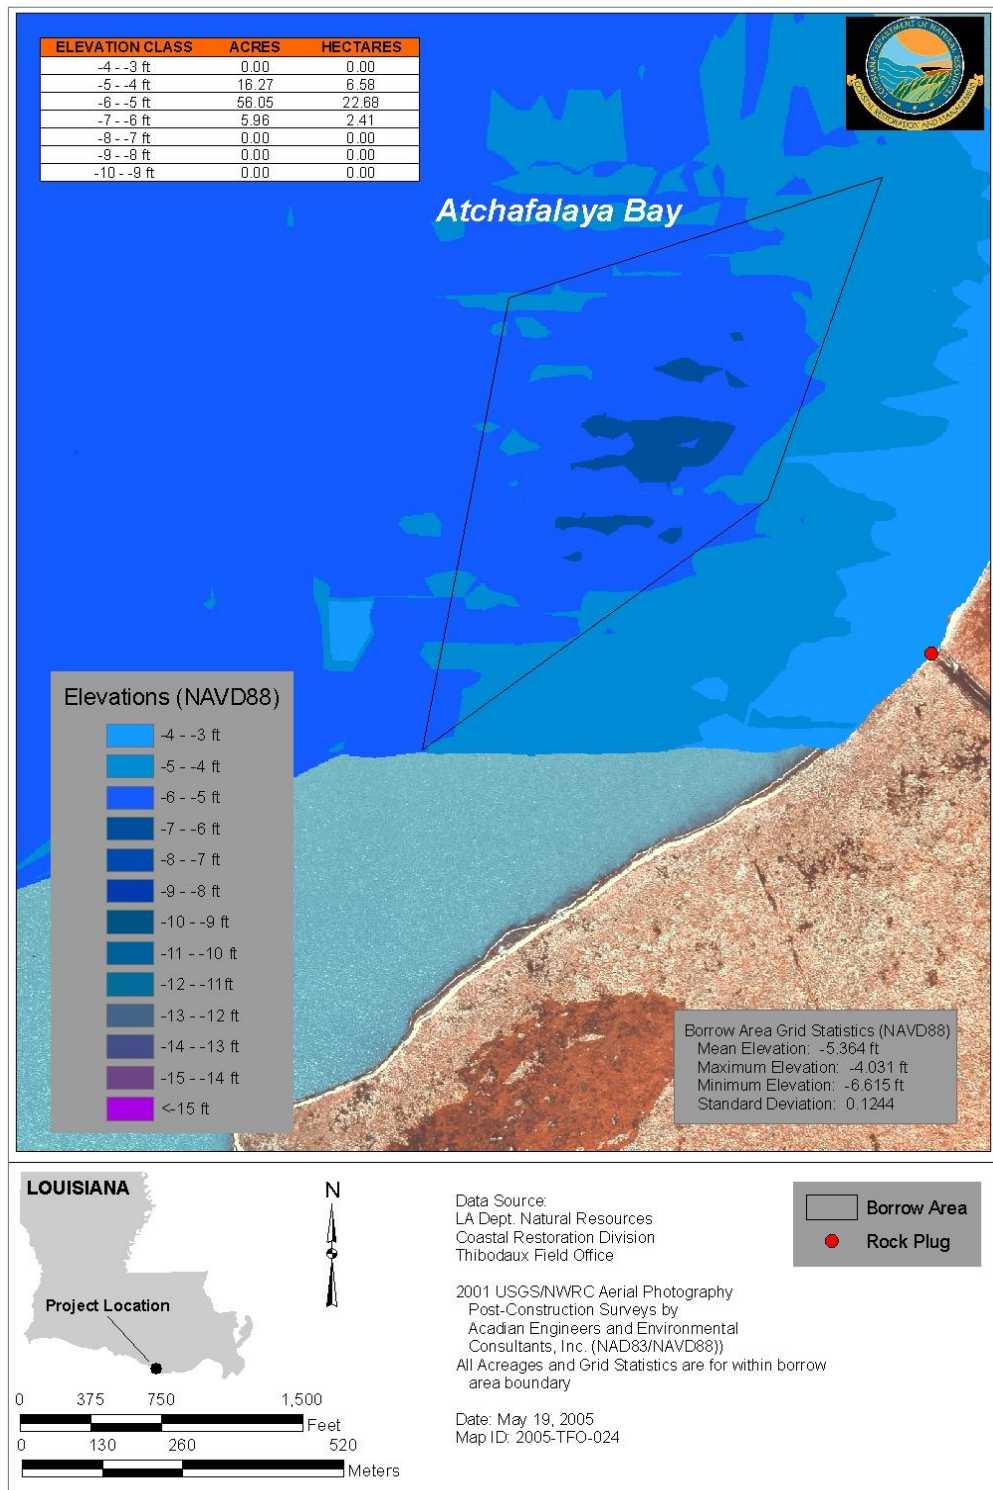 ELEVATION CLASS ACRES HECTARES
-4 - -3 ft 0.00 0.00
-5 - -4 ft 16.27 6.58
-6 - -5 ft 56.05 22.68
-7 - -6 ft 5.96 2.41
-8 - -7 ft 0.00 0.00
-9 - -8 ft 0.00 0.00
-10 - -9 ft 0.00 0.00
LOUISIANA DEPARTMENT OF NATURAL RESOURCES
COASTAL RESTORATION AND MANAGEMENT
Atchafalaya Bay
Elevations (NAVD88)
-4 - -3 ft
-5 - -4 ft
-6 - -5 ft
-7 - -6 ft
-8 - -7 ft
-9 - -8 ft
-10 - -9 ft
-11 - -10 ft
-12 - -11ft
-13 - -12 ft
-14 - -13 ft
-15 - -14 ft
<-15 ft
Borrow Area Grid Statistics (NAVD88)
Mean Elevation: -5.364 ft
Maximum Elevation: -4.031 ft
Minimum Elevation: -6.615 ft
Standard Deviation: 0.1244
LOUISIANA
Project Location
N
0 375 750 1,500
Feet
0 130 260 520
Meters
Data Source:
LA Dept. Natural Resources
Coastal Restoration Division
Thibodaux Field Office
2001 USGS/NWRC Aerial Photography
Post-Construction Surveys by
Acadian Engineers and Environmental
Consultants, Inc. (NAD83/NAVD88))
All Acreages and Grid Statistics are for within borrow
area boundary
Date: May 19, 2005
Map ID: 2005-TFO-024
Borrow Area
Rock Plug